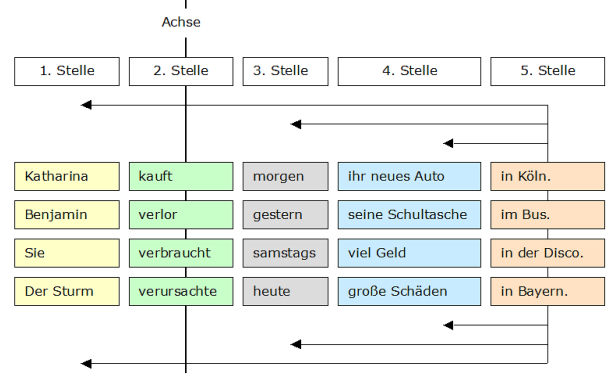 Achse
1. Stelle 2. Stelle 3. Stelle 4. Stelle 5. Stelle
Katharina kauft morgen ihr neues Auto in Köln.
Benjamin verlor gestern seine Schultasche im Bus.
Sie verbraucht samstags viel Geld in der Disco.
Der Sturm verursachte heute große Schäden in Bayern.